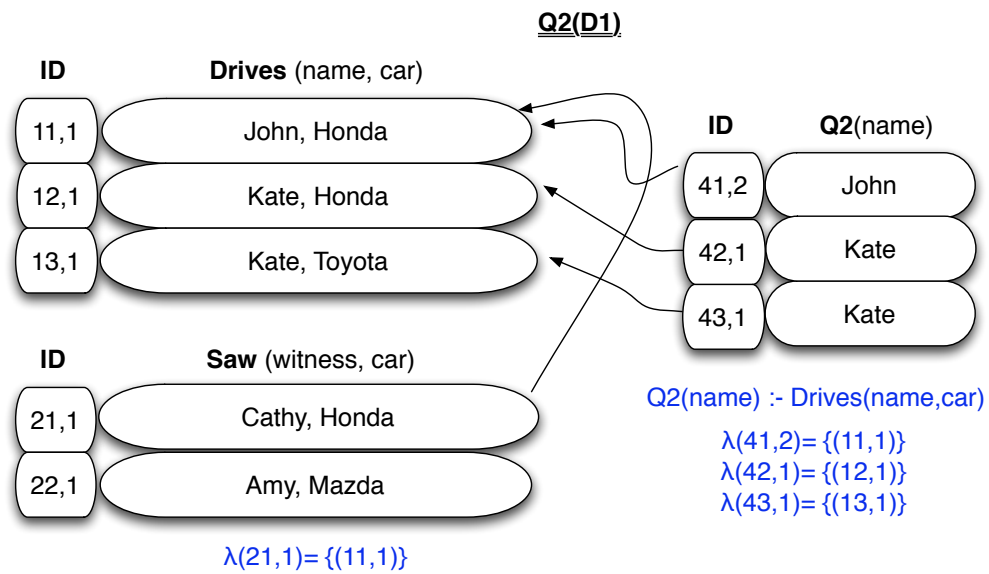 Q2(D1)
ID Drives (name, car)
11,1 John, Honda
12,1 Kate, Honda
13,1 Kate, Toyota
ID Saw (witness, car)
21,1 Cathy, Honda
22,1 Amy, Mazda
λ(21,1)= {(11,1)}
ID Q2(name)
41,2 John
42,1 Kate
43,1 Kate
Q2(name) :- Drives(name,car)
λ(41,2)= {(11,1)}
λ(42,1)= {(12,1)}
λ(43,1)= {(13,1)}